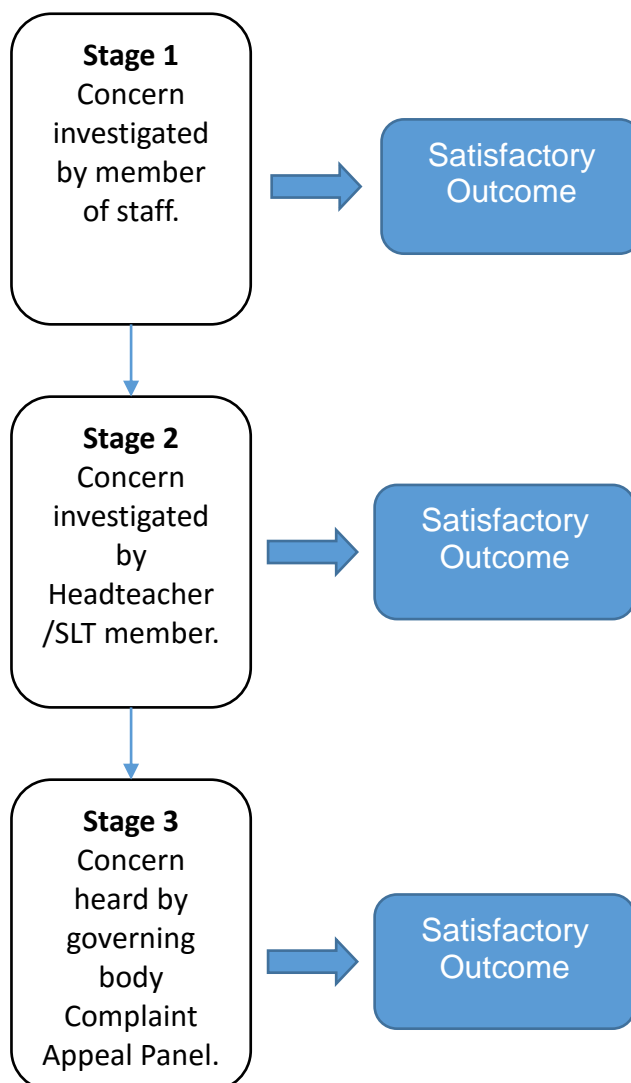 Stage 1
Concern
investigated
by member
of staff.
Satisfactory
Outcome
Stage 2
Concern
investigated
by
Headteacher
/SLT member.
Satisfactory
Outcome
Stage 3
Concern
heard by
governing
body
Complaint
Appeal Panel.
Satisfactory
Outcome